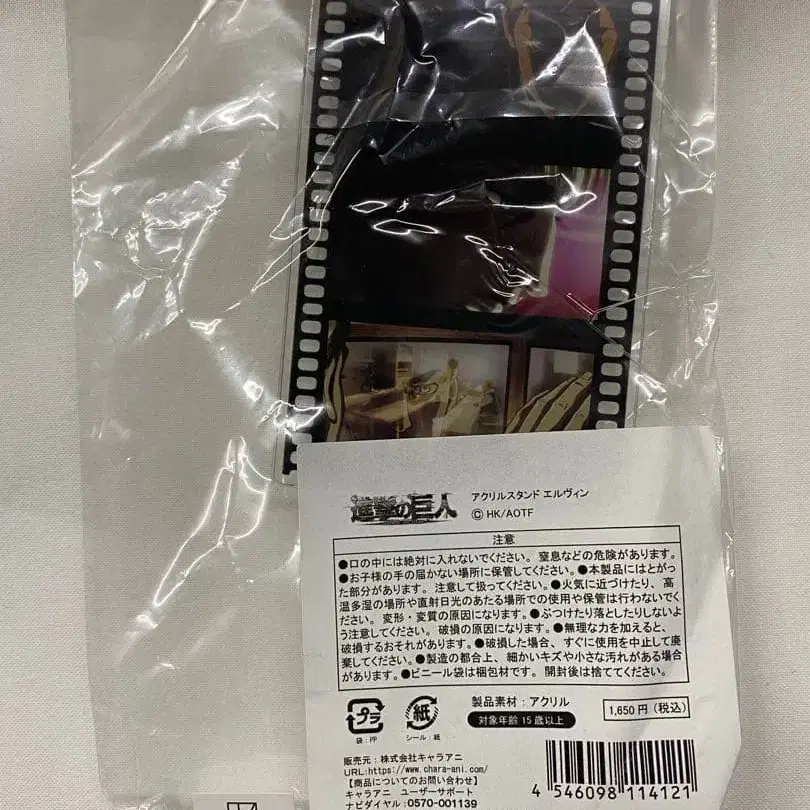 進撃の巨人
アクリルスタンド エルヴィン
© HK/AOTF
注意
●口の中には絶対に入れないでください。窒息などの危険があります。
●お子様の手の届かない場所に保管してください。●本製品にはとがっ
た部分があります。注意して扱ってください。●火気に近づけたり、高
温多湿の場所や直射日光のあたる場所での使用や保管は行わないでく
ださい。変形・変質の原因になります。●ぶつけたり落としたりしないよ
う注意してください。破損の原因になります。●無理な力を加えると、
破損するおそれがあります。●破損した場合、すぐに使用を中止して廃
棄してください。●製造の都合上、細かいキズや小さな汚れがある場合
があります。●ビニール袋は梱包材です。開封後は捨ててください。
プラ
袋:PP
紙
シール:紙
製品素材:アクリル
対象年齢 15歳以上
1,650円(税込)
販売元:株式会社キャラアニ
URL:https://www.chara-ani.com/
【商品についてのお問い合わせ】
キャラアニ ユーザーサポート
ナビダイヤル:0570-001139
4 546098 114121